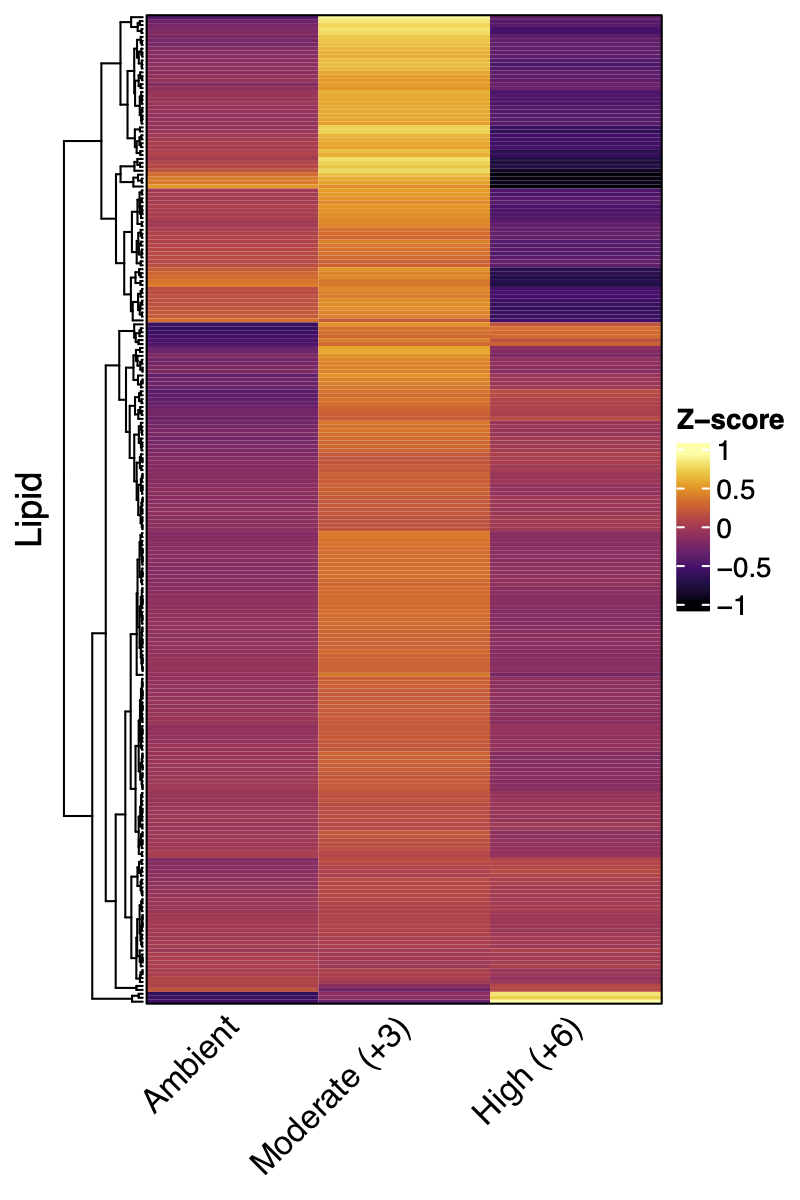 Lipid
Z−score
1
0.5
0
−0.5
−1
Ambient
Moderate (+3)
High (+6)